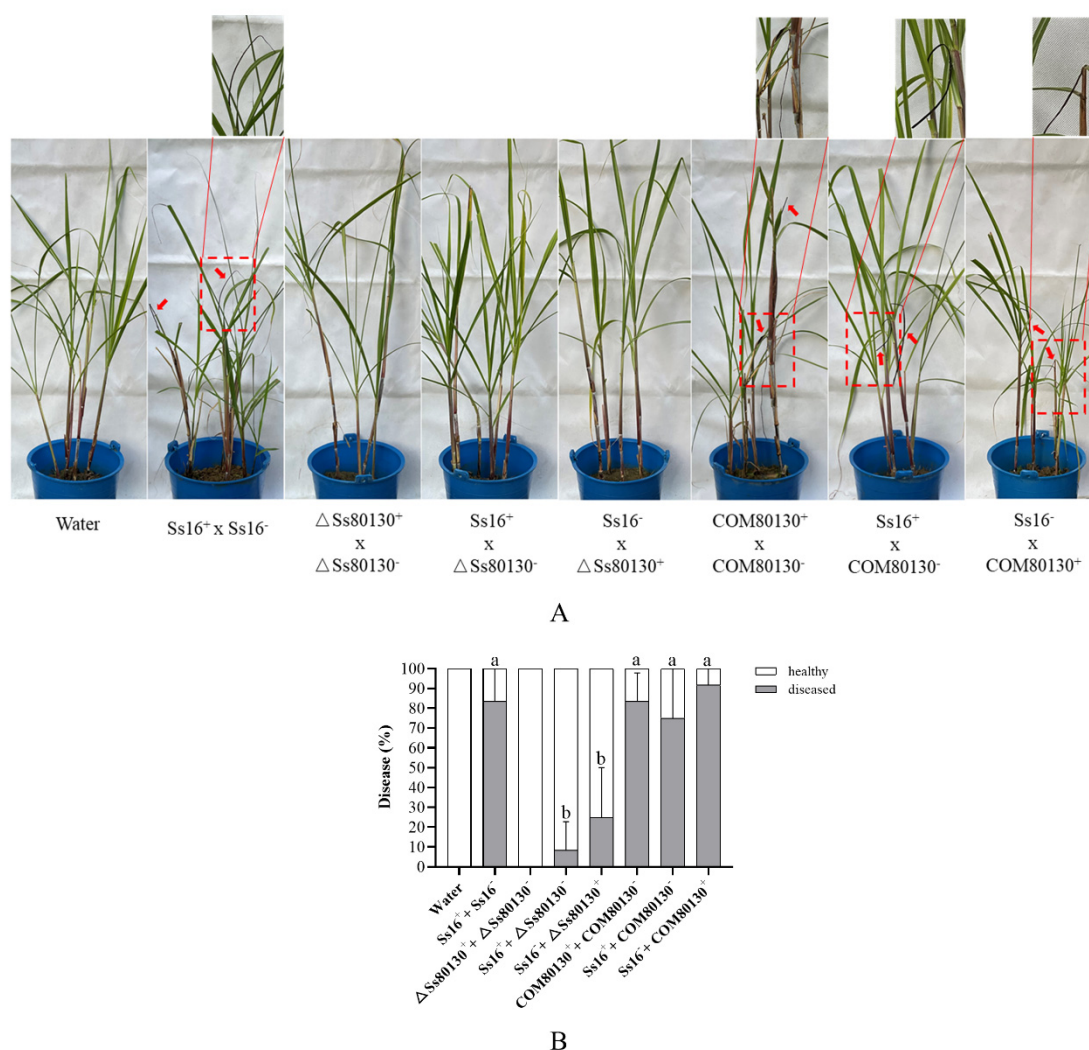 Water
Ss16⁺ x Ss16⁻
△Ss80130⁺
x
△Ss80130⁻
Ss16⁺
x
△Ss80130⁻
Ss16⁻
x
△Ss80130⁺
COM80130⁺
x
COM80130⁻
Ss16⁺
x
COM80130⁻
Ss16⁻
x
COM80130⁺
A
Disease (%)
100
90
80
70
60
50
40
30
20
10
0
a
b
b
a
a
a
healthy
diseased
Water
Ss16⁺ + Ss16⁻
△Ss80130⁺ + △Ss80130⁻
Ss16⁺ + △Ss80130⁻
Ss16⁻ + △Ss80130⁺
COM80130⁺ + COM80130⁻
Ss16⁺ + COM80130⁻
Ss16⁻ + COM80130⁺
B